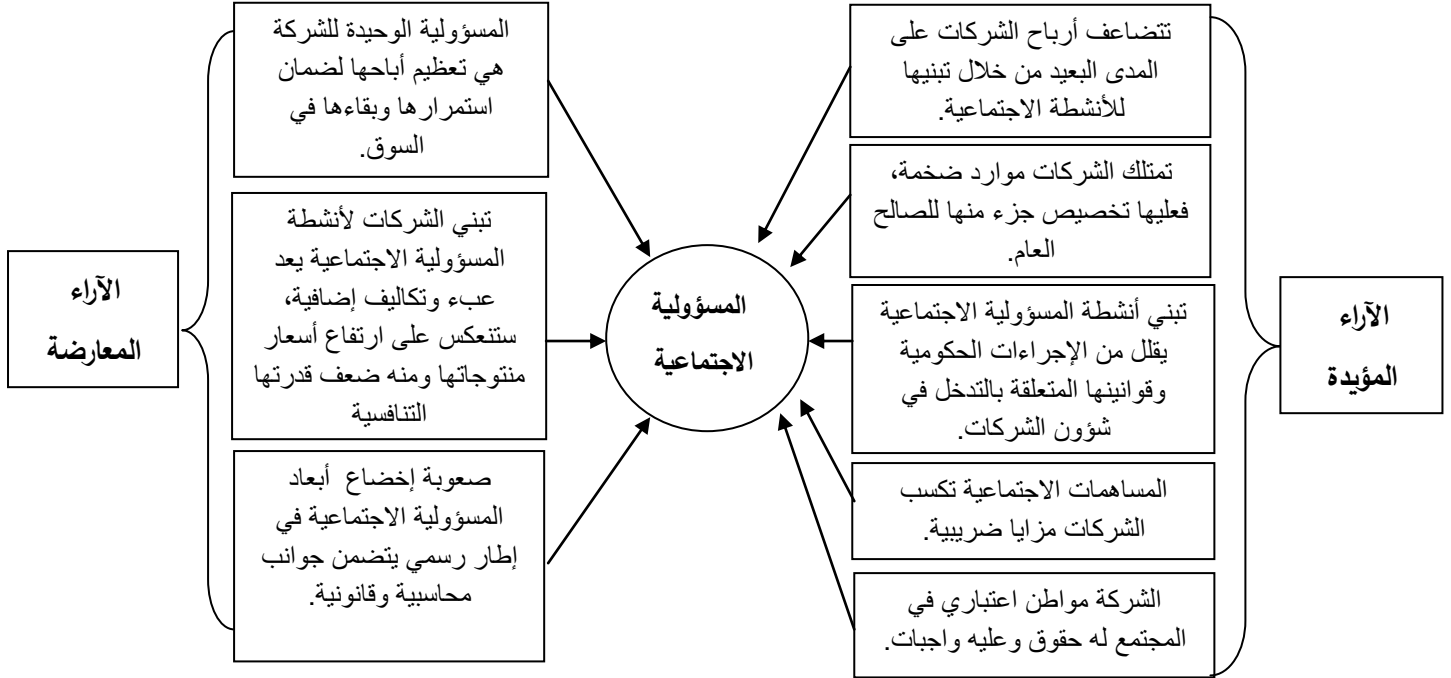 الآراء
المؤيدة
تتضاعف أرباح الشركات على
المدى البعيد من خلال تبنيها
للأنشطة الاجتماعية.
تمتلك الشركات موارد ضخمة،
فعليها تخصيص جزء منها للصالح
العام.
تبني أنشطة المسؤولية الاجتماعية
يقلل من الإجراءات الحكومية
وقوانينها المتعلقة بالتدخل في
شؤون الشركات.
المساهمات الاجتماعية تكسب
الشركات مزايا ضريبية.
الشركة مواطن اعتباري في
المجتمع له حقوق وعليه واجبات.
المسؤولية
الاجتماعية
المسؤولية الوحيدة للشركة
هي تعظيم أباحها لضمان
استمرارها وبقاءها في
السوق.
تبني الشركات لأنشطة
المسؤولية الاجتماعية يعد
عبء وتكاليف إضافية،
ستنعكس على ارتفاع أسعار
منتوجاتها ومنه ضعف قدرتها
التنافسية
صعوبة إخضاع أبعاد
المسؤولية الاجتماعية في
إطار رسمي يتضمن جوانب
محاسبية وقانونية.
الآراء
المعارضة